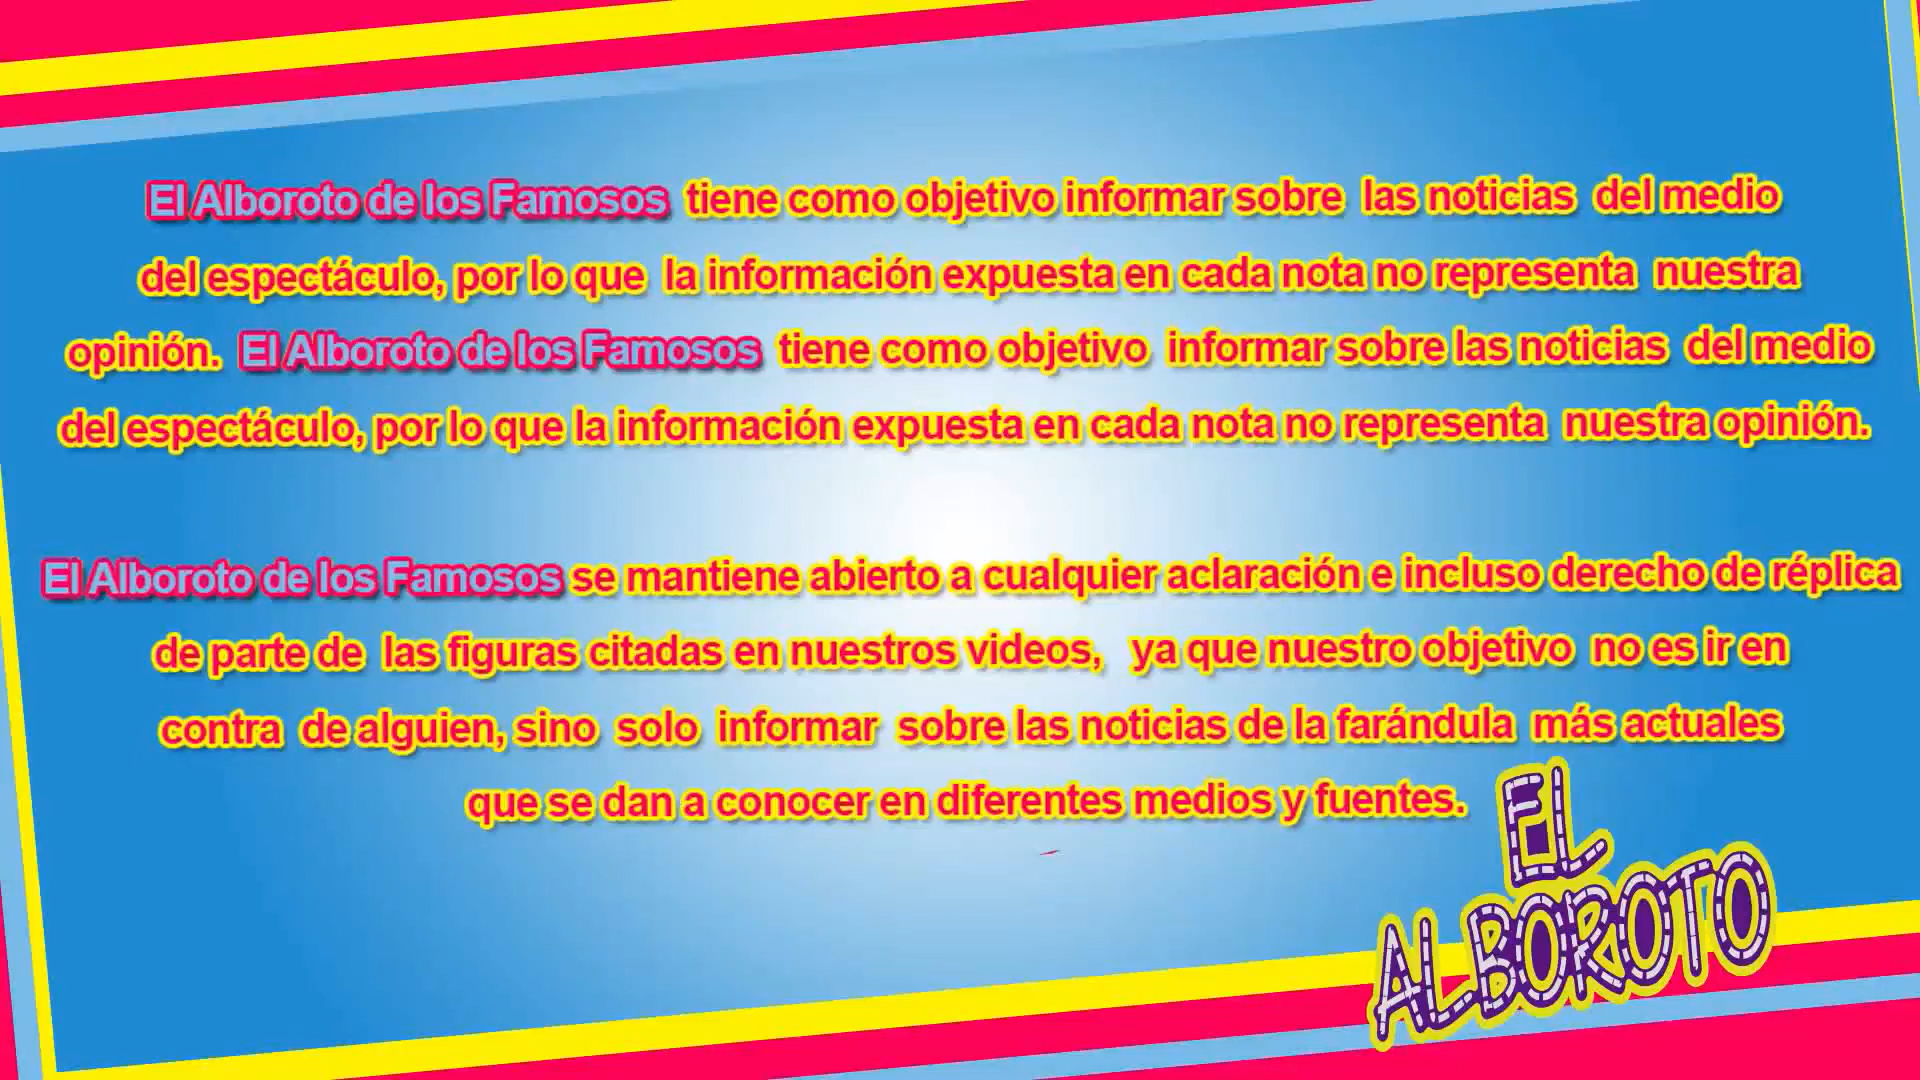 El Alboroto de los Famosos tiene como objetivo informar sobre las noticias del medio
del espectáculo, por lo que la información expuesta en cada nota no representa nuestra
opinión. El Alboroto de los Famosos tiene como objetivo informar sobre las noticias del medio
del espectáculo, por lo que la información expuesta en cada nota no representa nuestra opinión.
El Alboroto de los Famosos se mantiene abierto a cualquier aclaración e incluso derecho de réplica
de parte de las figuras citadas en nuestros videos, ya que nuestro objetivo no es ir en
contra de alguien, sino solo informar sobre las noticias de la farándula más actuales
que se dan a conocer en diferentes medios y fuentes.
EL
ALBOROTO